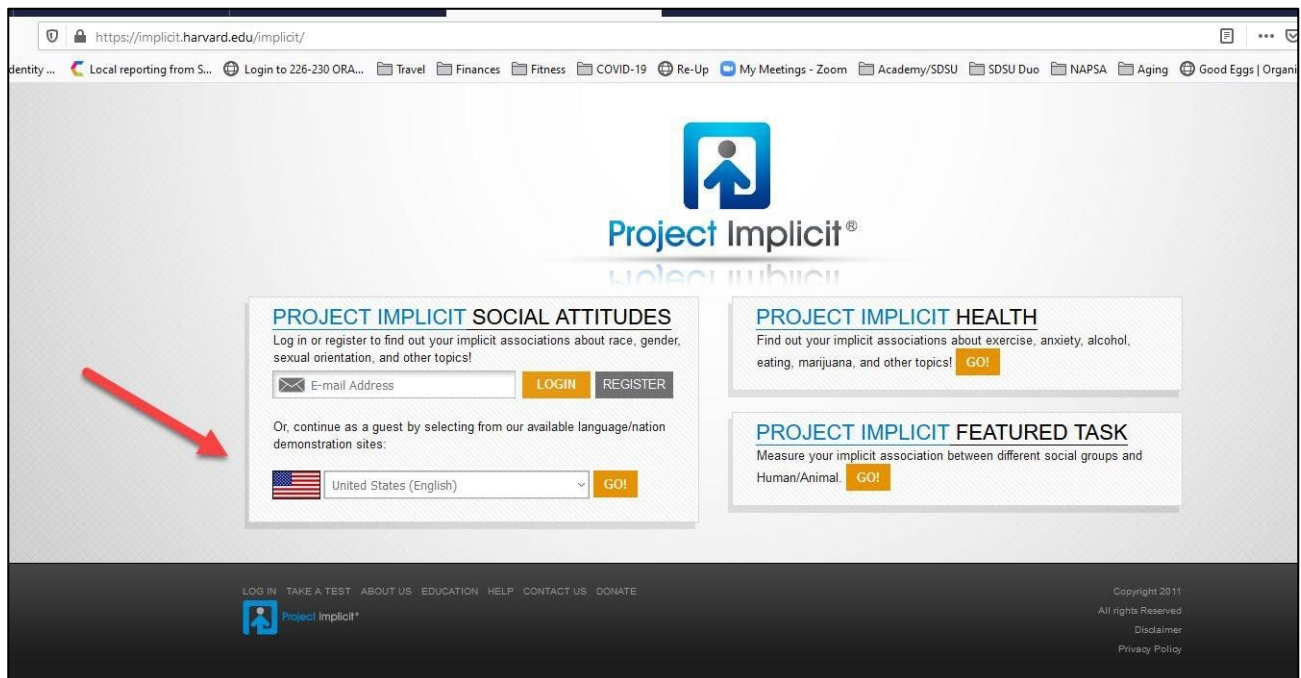 https://implicit.harvard.edu/implicit/
dentity ... Local reporting from S... Login to 226-230 ORA... Travel Finances Fitness COVID-19 Re-Up My Meetings - Zoom Academy/SDSU SDSU Duo NAPSA Aging Good Eggs | Organi
Project Implicit®
PROJECT IMPLICIT SOCIAL ATTITUDES
Log in or register to find out your implicit associations about race, gender,
sexual orientation, and other topics!
E-mail Address LOGIN REGISTER
Or, continue as a guest by selecting from our available language/nation
demonstration sites:
United States (English) GO!
PROJECT IMPLICIT HEALTH
Find out your implicit associations about exercise, anxiety, alcohol,
eating, marijuana, and other topics! GO!
PROJECT IMPLICIT FEATURED TASK
Measure your implicit association between different social groups and
Human/Animal. GO!
LOG IN TAKE A TEST ABOUT US EDUCATION HELP CONTACT US DONATE
Project Implicit®
Copyright 2011
All rights Reserved
Disclaimer
Privacy Policy